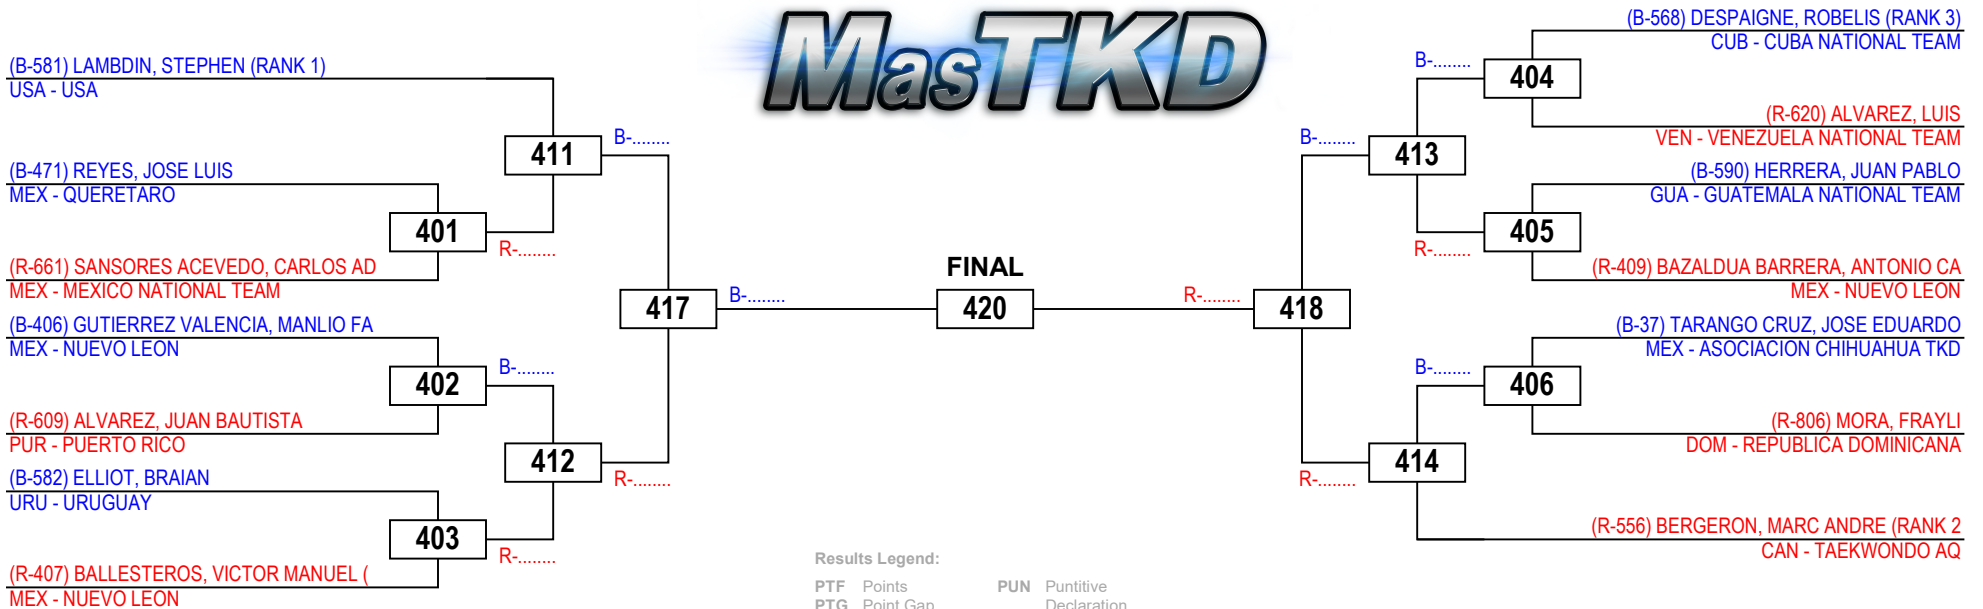 MasTKD
(B-581) LAMBDIN, STEPHEN (RANK 1)
USA - USA
(B-471) REYES, JOSE LUIS
MEX - QUERETARO
(R-661) SANSORES ACEVEDO, CARLOS AD
MEX - MEXICO NATIONAL TEAM
(B-406) GUTIERREZ VALENCIA, MANLIO FA
MEX - NUEVO LEON
(R-609) ALVAREZ, JUAN BAUTISTA
PUR - PUERTO RICO
(B-582) ELLIOT, BRAIAN
URU - URUGUAY
(R-407) BALLESTEROS, VICTOR MANUEL (
MEX - NUEVO LEON
401
R-........
402
B-........
403
R-........
411
B-........
412
R-........
417
B-........
FINAL
420
R-........
418
B-........
413
R-........
414
B-........
404
R-........
405
B-........
406
(B-568) DESPAIGNE, ROBELIS (RANK 3)
CUB - CUBA NATIONAL TEAM
(R-620) ALVAREZ, LUIS
VEN - VENEZUELA NATIONAL TEAM
(B-590) HERRERA, JUAN PABLO
GUA - GUATEMALA NATIONAL TEAM
(R-409) BAZALDUA BARRERA, ANTONIO CA
MEX - NUEVO LEON
(B-37) TARANGO CRUZ, JOSE EDUARDO
MEX - ASOCIACION CHIHUAHUA TKD
(R-806) MORA, FRAYLI
DOM - REPUBLICA DOMINICANA
(R-556) BERGERON, MARC ANDRE (RANK 2
CAN - TAEKWONDO AQ
Results Legend:
PTF Points PUN Puntitive
PTG Point Gap Declaration